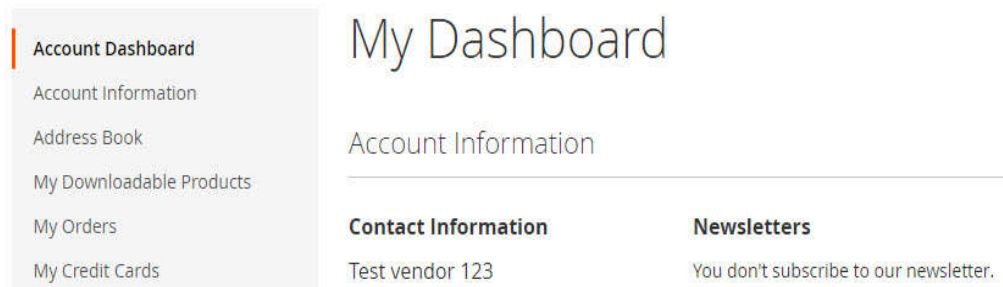 Account Dashboard
Account Information
Address Book
My Downloadable Products
My Orders
My Credit Cards
My Dashboard
Account Information
Contact Information
Test vendor 123
Newsletters
You don't subscribe to our newsletter.